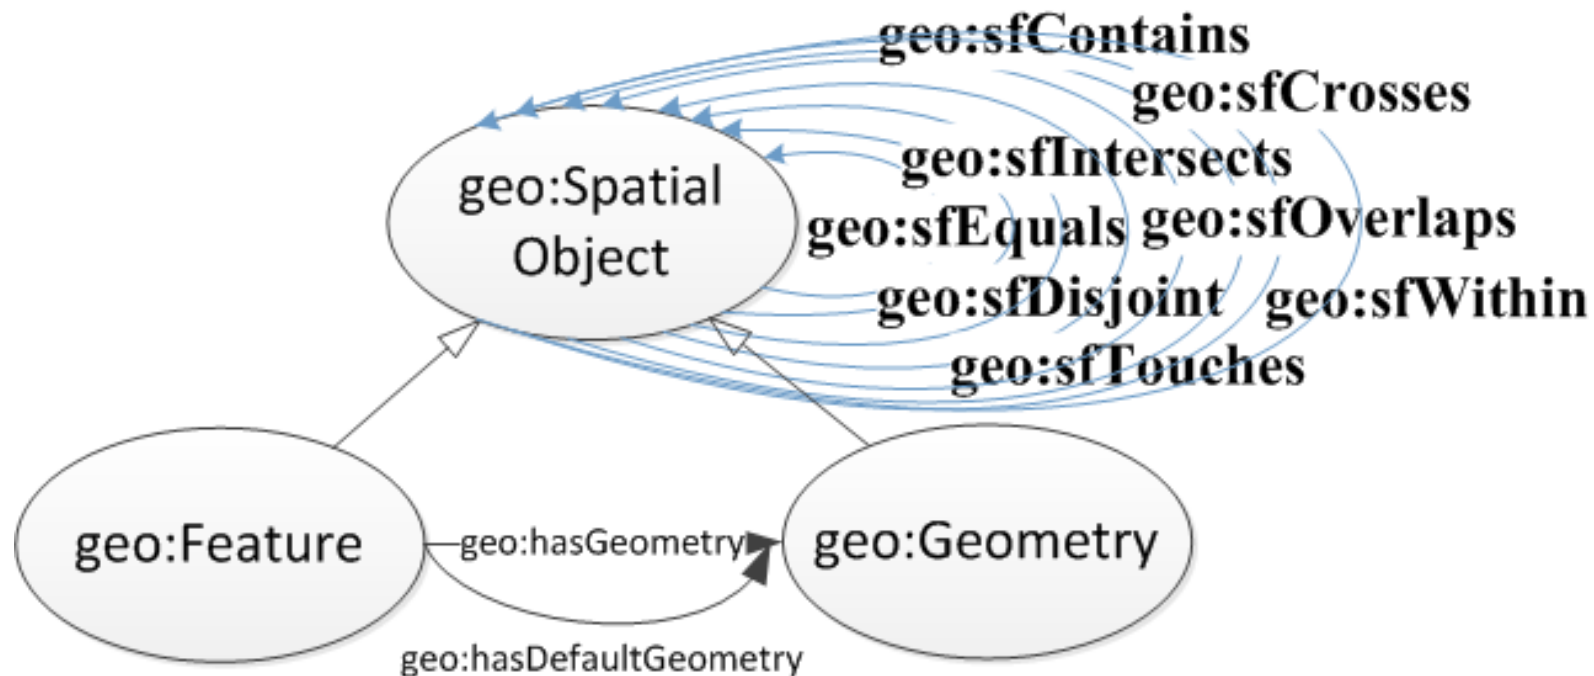 geo:sfContains
geo:sfCrosses
geo:sfIntersects
geo:Spatial
Object
geo:sfEquals
geo:sfOverlaps
geo:sfDisjoint
geo:sfWithin
geo:sfTouches
geo:Feature
geo:hasGeometry
geo:Geometry
geo:hasDefaultGeometry